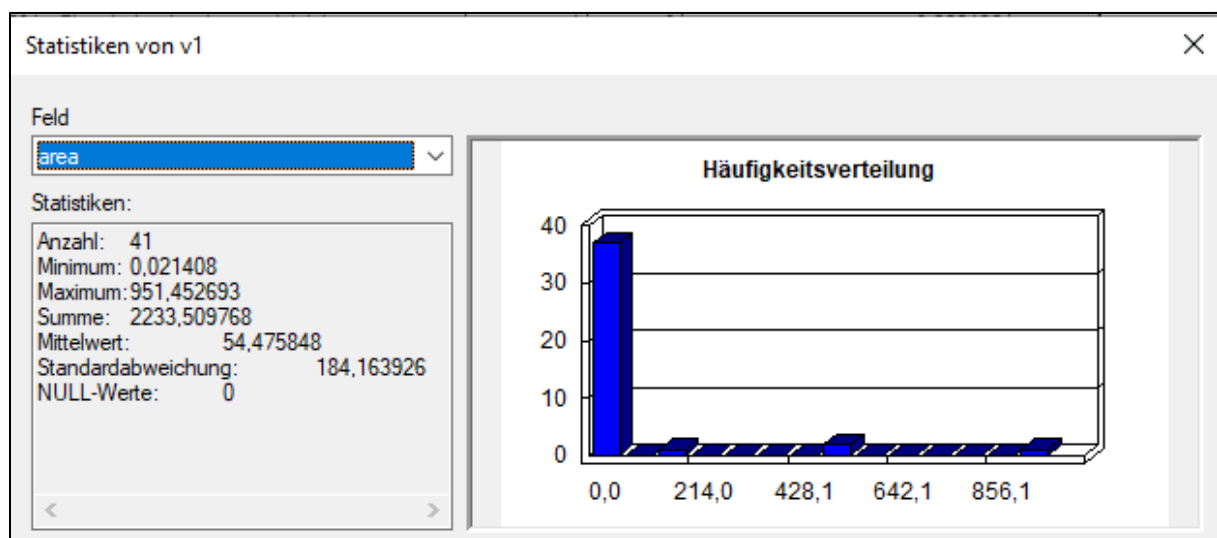 Statistiken von v1
Feld
area
Statistiken:
Anzahl: 41
Minimum: 0,021408
Maximum: 951,452693
Summe: 2233,509768
Mittelwert: 54,475848
Standardabweichung: 184,163926
NULL-Werte: 0
Häufigkeitsverteilung
40
30
20
10
0
0,0 214,0 428,1 642,1 856,1